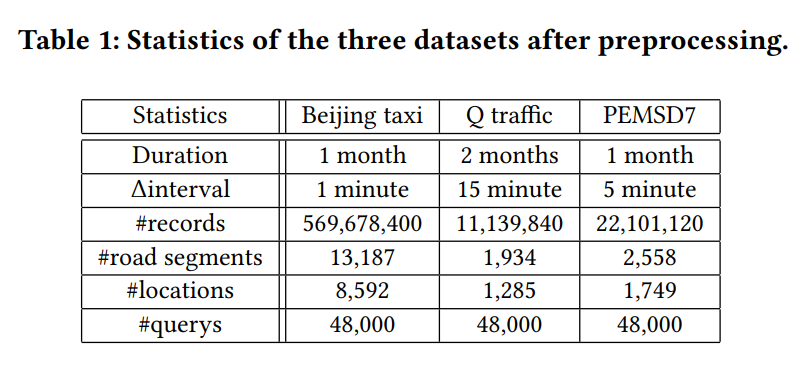 Table 1: Statistics of the three datasets after preprocessing.
Statistics Beijing taxi Q traffic PEMSD7
Duration 1 month 2 months 1 month
Δinterval 1 minute 15 minute 5 minute
#records 569,678,400 11,139,840 22,101,120
#road segments 13,187 1,934 2,558
#locations 8,592 1,285 1,749
#querys 48,000 48,000 48,000